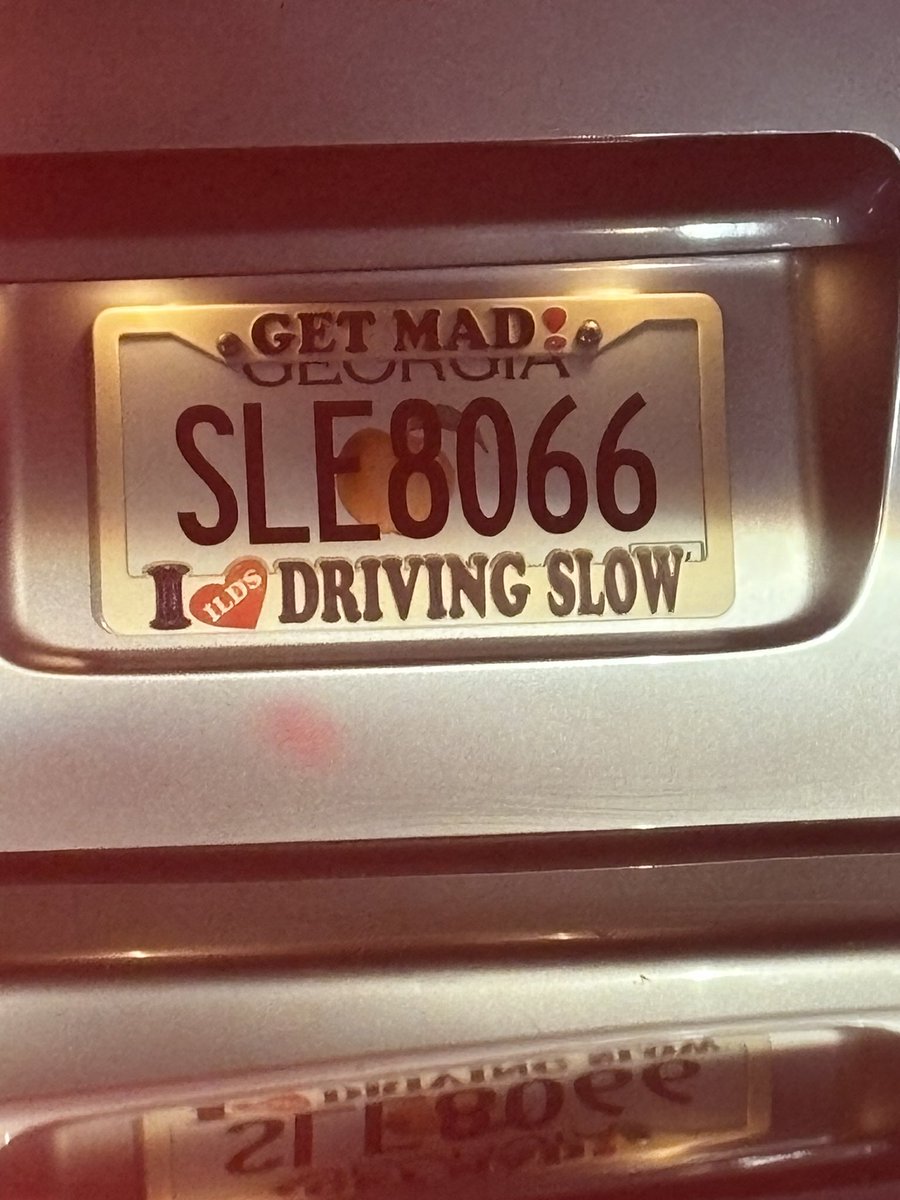 GET MAD!
GEORGIA
SLE8066
I ILDS DRIVING SLOW